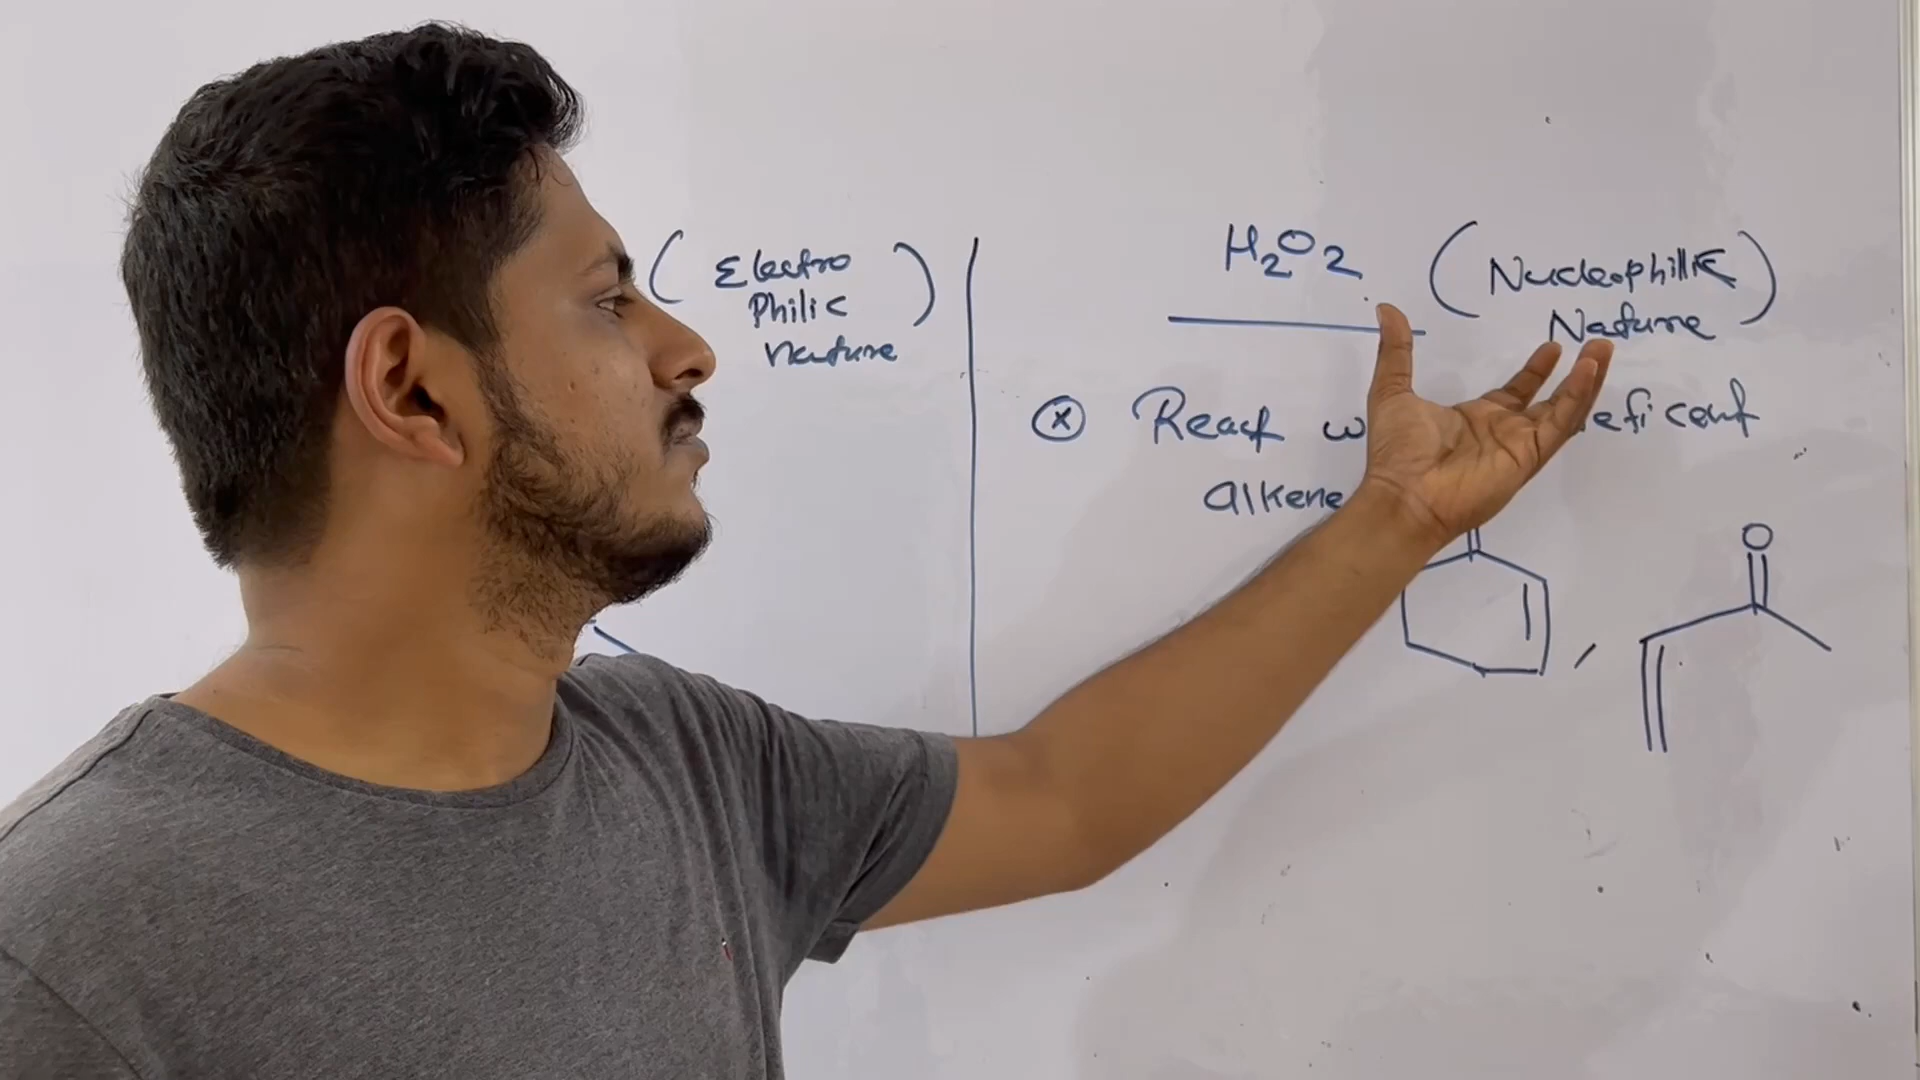 ( Electro
Philic )
nature
H2O2 ( Nucleophillic
Nature )
ⓧ React
alkene
O
,